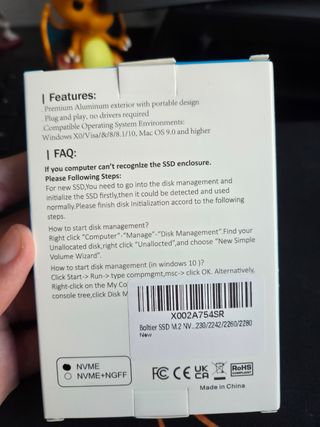 | Features:
Premium Aluminum exterior with portable design
Plug and play, no drivers required
Compatible Operating System Environments:
Windows X0/Visa/&/8/8.1/10, Mac OS 9.0 and higher
| FAQ:
If you computer can't recognize the SSD enclosure.
Please Following Steps:
For new SSD,You need to go into the disk management and
initialize the SSD firstly,then it could be detected and used
normally.Please finish disk Initialization accord to the following
steps.
How to start disk management?
Right click "Computer"-"Manage"-"Disk Management".Find your
Unallocated disk,right click "Unallocted",and choose "New Simple
Volume Wizard".
How to start disk management (in windows 10 )?
Click Start-> Run-> type compmgmt,msc-> click OK. Alternatively,
Right-click on the My Co
console tree,click Disk M
X002A754SR
Boltier SSD M.2 NV...230/2242/2260/2280
New
NVME
NVME+NGFF
FC CE UKCA RoHS
COMPLIANT
Made in China